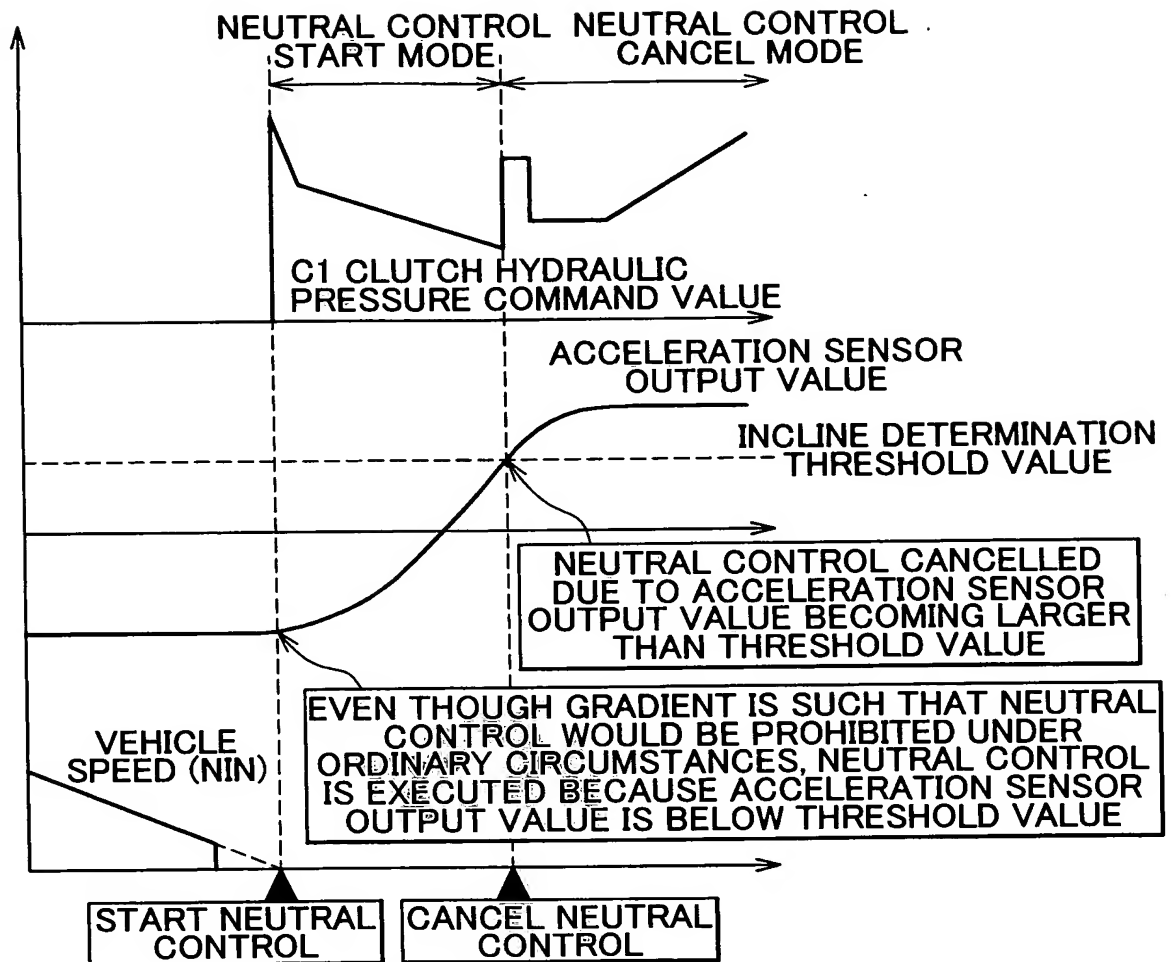 NEUTRAL CONTROL
START MODE
NEUTRAL CONTROL
CANCEL MODE
C1 CLUTCH HYDRAULIC
PRESSURE COMMAND VALUE
ACCELERATION SENSOR
OUTPUT VALUE
INCLINE DETERMINATION
THRESHOLD VALUE
NEUTRAL CONTROL CANCELLED
DUE TO ACCELERATION SENSOR
OUTPUT VALUE BECOMING LARGER
THAN THRESHOLD VALUE
EVEN THOUGH GRADIENT IS SUCH THAT NEUTRAL
CONTROL WOULD BE PROHIBITED UNDER
ORDINARY CIRCUMSTANCES, NEUTRAL CONTROL
IS EXECUTED BECAUSE ACCELERATION SENSOR
OUTPUT VALUE IS BELOW THRESHOLD VALUE
VEHICLE
SPEED (NIN)
START NEUTRAL
CONTROL
CANCEL NEUTRAL
CONTROL